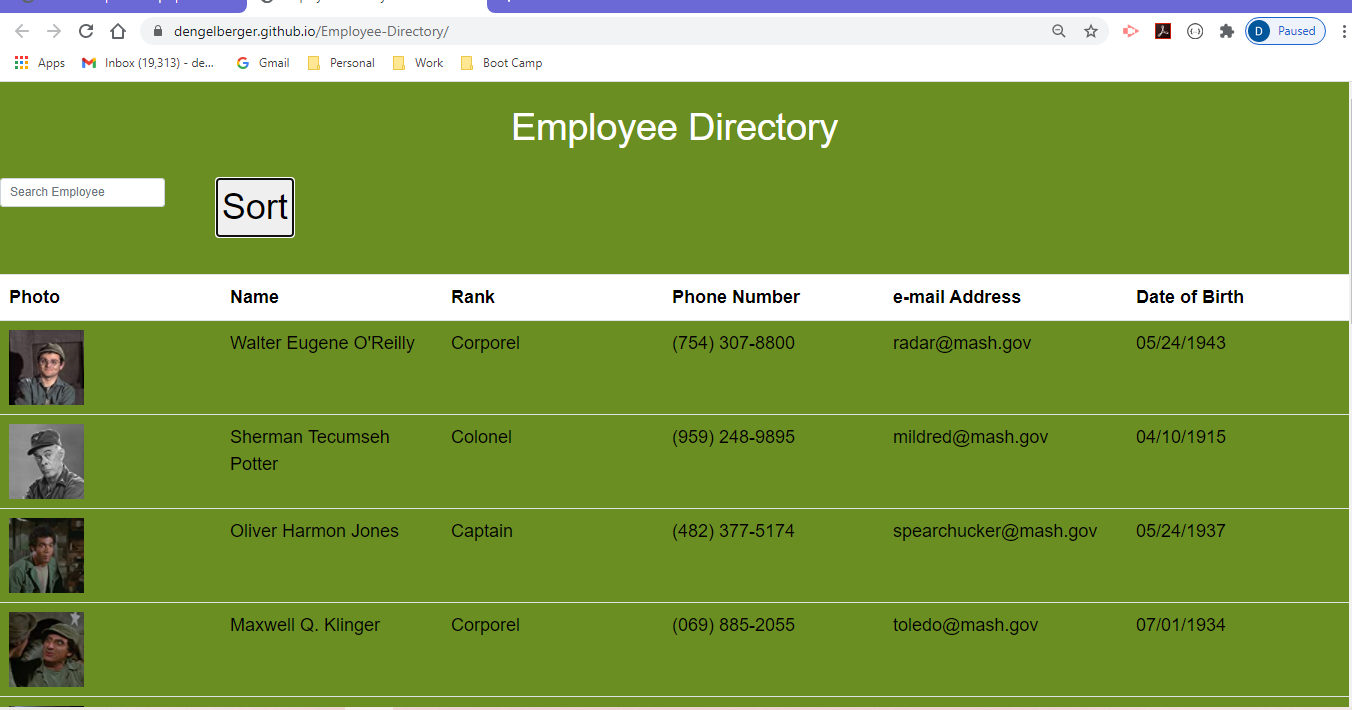 dengelberger.github.io/Employee-Directory/
D Paused
Apps Inbox (19,313) - de... Gmail Personal Work Boot Camp
Employee Directory
Search Employee
Sort
Photo Name Rank Phone Number e-mail Address Date of Birth
Walter Eugene O'Reilly Corporel (754) 307-8800 radar@mash.gov 05/24/1943
Sherman Tecumseh Colonel (959) 248-9895 mildred@mash.gov 04/10/1915
Potter
Oliver Harmon Jones Captain (482) 377-5174 spearchucker@mash.gov 05/24/1937
Maxwell Q. Klinger Corporel (069) 885-2055 toledo@mash.gov 07/01/1934